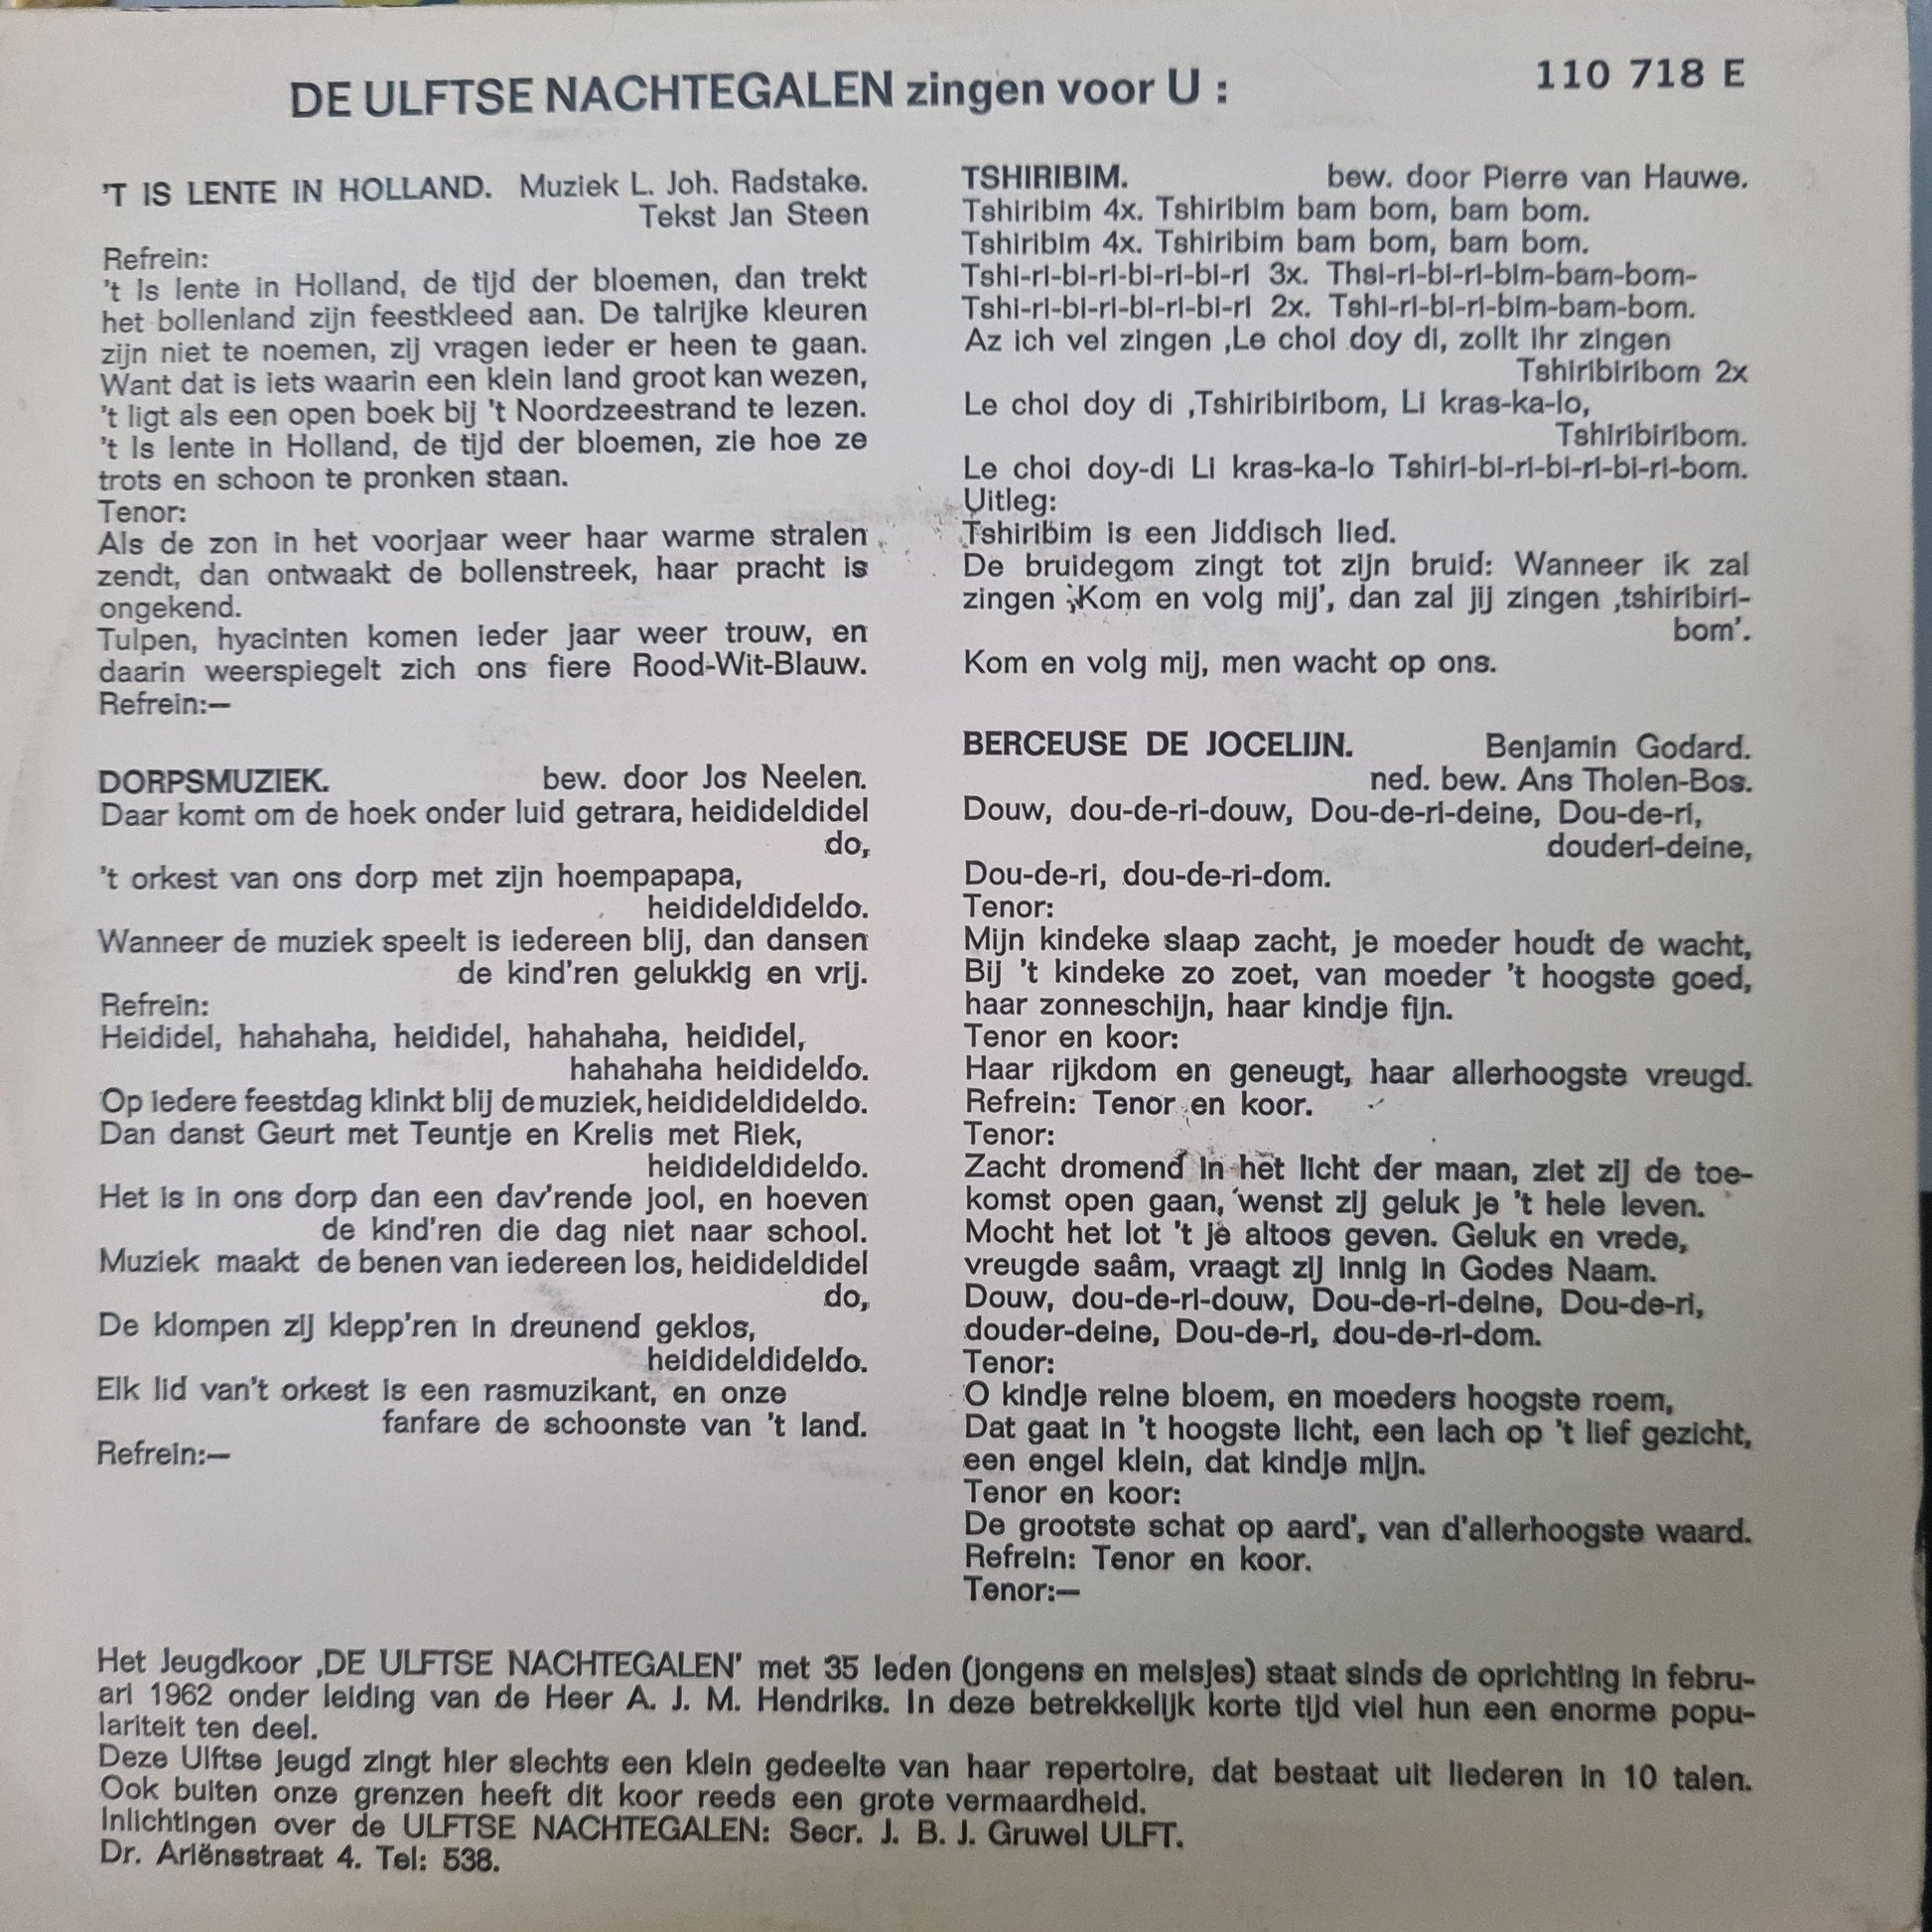 DE ULFTSE NACHTEGALEN zingen voor U :
110 718 E
'T IS LENTE IN HOLLAND. Muziek L. Joh. Radstake.
Tekst Jan Steen
Refrein:
't Is lente in Holland, de tijd der bloemen, dan trekt
het bollenland zijn feestkleed aan. De talrijke kleuren
zijn niet te noemen, zij vragen ieder er heen te gaan.
Want dat is iets waarin een klein land groot kan wezen,
't ligt als een open boek bij 't Noordzeestrand te lezen.
't Is lente in Holland, de tijd der bloemen, zie hoe ze
trots en schoon te pronken staan.
Tenor:
Als de zon in het voorjaar weer haar warme stralen
zendt, dan ontwaakt de bollenstreek, haar pracht is
ongekend.
Tulpen, hyacinten komen ieder jaar weer trouw, en
daarin weerspiegelt zich ons fiere Rood-Wit-Blauw.
Refrein:—
DORPSMUZIEK. bew. door Jos Neelen.
Daar komt om de hoek onder luid getrara, heidideldidel
do,
't orkest van ons dorp met zijn hoempapapa,
heidideldideldo.
Wanneer de muziek speelt is iedereen blij, dan dansen
de kind'ren gelukkig en vrij.
Refrein:
Heididel, hahahaha, heididel, hahahaha, heididel,
hahahaha heidideldo.
Op iedere feestdag klinkt blij de muziek, heidideldideldo.
Dan danst Geurt met Teuntje en Krelis met Riek,
heidideldideldo.
Het is in ons dorp dan een dav'rende jool, en hoeven
de kind'ren die dag niet naar school.
Muziek maakt de benen van iedereen los, heidideldidel
do,
De klompen zij klepp'ren in dreunend geklos,
heidideldideldo.
Elk lid van't orkest is een rasmuzikant, en onze
fanfare de schoonste van 't land.
Refrein:—
TSHIRIBIM. bew. door Pierre van Hauwe.
Tshiribim 4x. Tshiribim bam bom, bam bom.
Tshiribim 4x. Tshiribim bam bom, bam bom.
Tshi-ri-bi-ri-bi-ri-bi-ri 3x. Thsi-ri-bi-ri-bim-bam-bom-
Tshi-ri-bi-ri-bi-ri-bi-ri 2x. Tshi-ri-bi-ri-bim-bam-bom.
Az ich vel zingen ,Le choi doy di, zollt ihr zingen
Tshiribiribom 2x
Le choi doy di ,Tshiribiribom, Li kras-ka-lo,
Tshiribiribom.
Le choi doy-di Li kras-ka-lo Tshiri-bi-ri-bi-ri-bi-ri-bom.
Uitleg:
Tshiribim is een Jiddisch lied.
De bruidegom zingt tot zijn bruid: Wanneer ik zal
zingen ,Kom en volg mij', dan zal jij zingen ,tshiribiri-
bom'.
Kom en volg mij, men wacht op ons.
BERCEUSE DE JOCELIJN. Benjamin Godard.
ned. bew. Ans Tholen-Bos.
Douw, dou-de-ri-douw, Dou-de-ri-deine, Dou-de-ri,
douderi-deine,
Dou-de-ri, dou-de-ri-dom.
Tenor:
Mijn kindeke slaap zacht, je moeder houdt de wacht,
Bij 't kindeke zo zoet, van moeder 't hoogste goed,
haar zonneschijn, haar kindje fijn.
Tenor en koor:
Haar rijkdom en geneugt, haar allerhoogste vreugd.
Refrein: Tenor en koor.
Tenor:
Zacht dromend in het licht der maan, ziet zij de toe-
komst open gaan, wenst zij geluk je 't hele leven.
Mocht het lot 't je altoos geven. Geluk en vrede,
vreugde saâm, vraagt zij innig in Godes Naam.
Douw, dou-de-ri-douw, Dou-de-ri-deine, Dou-de-ri,
douder-deine, Dou-de-ri, dou-de-ri-dom.
Tenor:
O kindje reine bloem, en moeders hoogste roem,
Dat gaat in 't hoogste licht, een lach op 't lief gezicht,
een engel klein, dat kindje mijn.
Tenor en koor:
De grootste schat op aard', van d'allerhoogste waard.
Refrein: Tenor en koor.
Tenor:—
Het Jeugdkoor ,DE ULFTSE NACHTEGALEN' met 35 leden (jongens en meisjes) staat sinds de oprichting in febru-
ari 1962 onder leiding van de Heer A. J. M. Hendriks. In deze betrekkelijk korte tijd viel hun een enorme popu-
lariteit ten deel.
Deze Ulftse jeugd zingt hier slechts een klein gedeelte van haar repertoire, dat bestaat uit liederen in 10 talen.
Ook buiten onze grenzen heeft dit koor reeds een grote vermaardheid.
Inlichtingen over de ULFTSE NACHTEGALEN: Secr. J. B. J. Gruwel ULFT.
Dr. Ariënsstraat 4. Tel: 538.